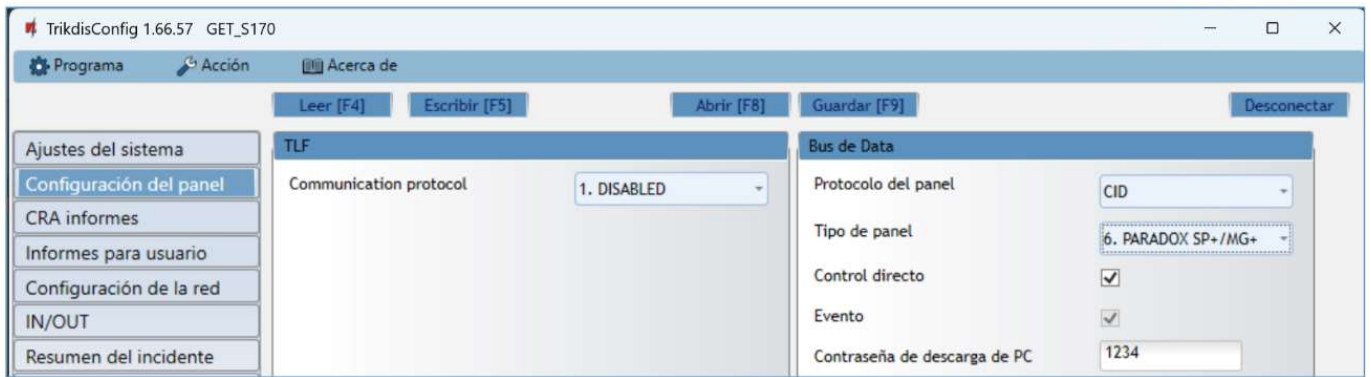 TrikdisConfig 1.66.57 GET_S170
Programa Acción Acerca de
Leer [F4] Escribir [F5] Abrir [F8] Guardar [F9] Desconectar
Ajustes del sistema
Configuración del panel
CRA informes
Informes para usuario
Configuración de la red
IN/OUT
Resumen del incidente
TLF
Communication protocol 1. DISABLED
Bus de Data
Protocolo del panel CID
Tipo de panel 6. PARADOX SP+/MG+
Control directo
Evento
Contraseña de descarga de PC 1234